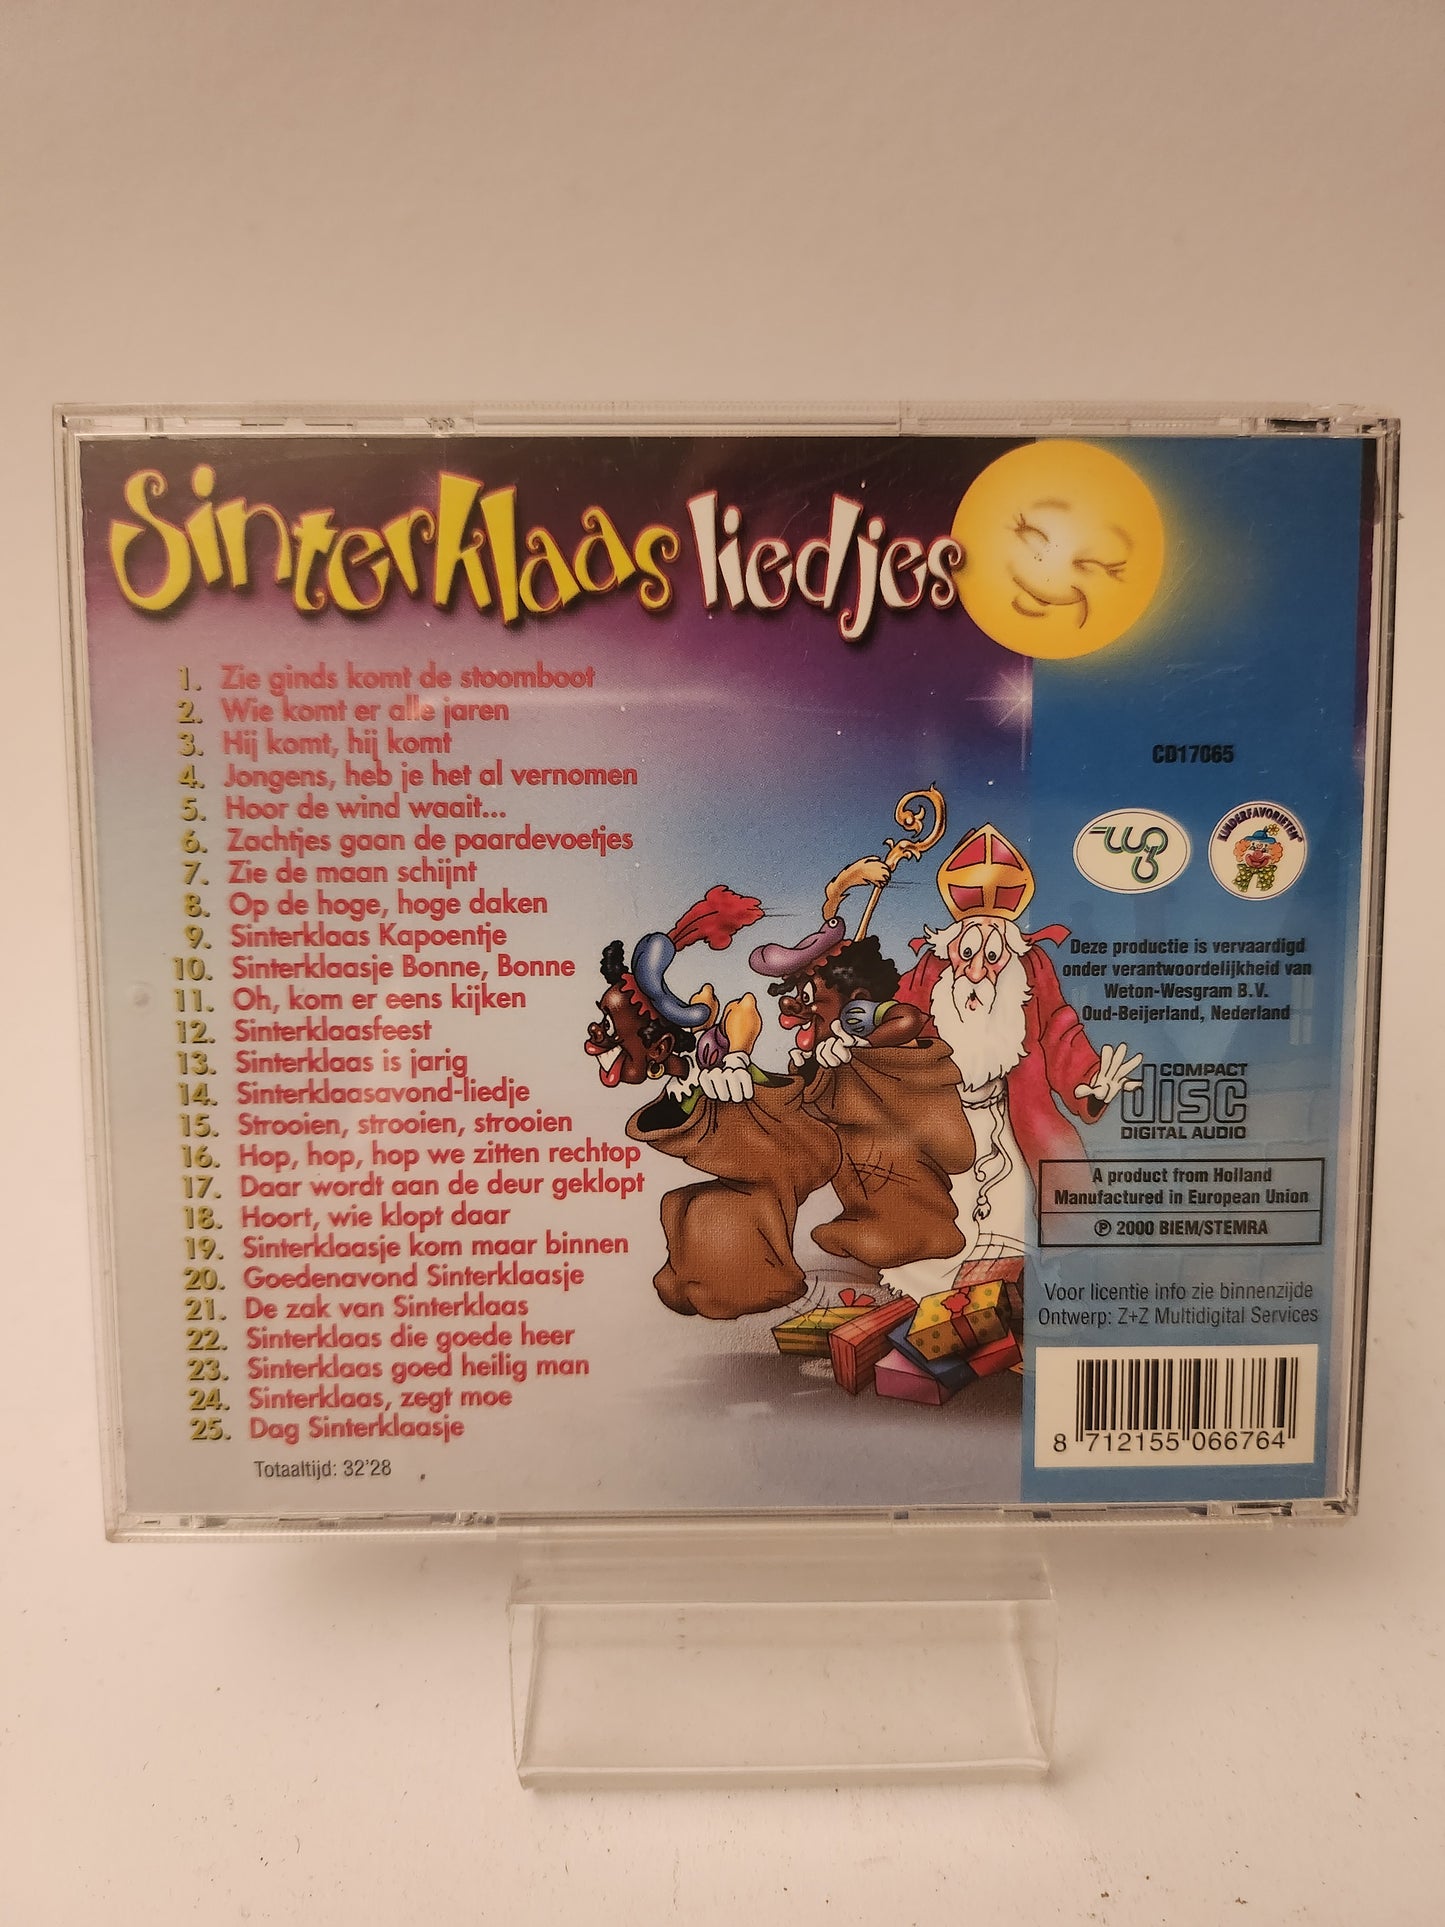 Sinterklaas liedjes
1. Zie ginds komt de stoomboot
2. Wie komt er alle jaren
3. Hij komt, hij komt
4. Jongens, heb je het al vernomen
5. Hoor de wind waait...
6. Zachtjes gaan de paardevoetjes
7. Zie de maan schijnt
8. Op de hoge, hoge daken
9. Sinterklaas Kapoentje
10. Sinterklaasje Bonne, Bonne
11. Oh, kom er eens kijken
12. Sinterklaasfeest
13. Sinterklaas is jarig
14. Sinterklaasavond-liedje
15. Strooien, strooien, strooien
16. Hop, hop, hop we zitten rechtop
17. Daar wordt aan de deur geklopt
18. Hoort, wie klopt daar
19. Sinterklaasje kom maar binnen
20. Goedenavond Sinterklaasje
21. De zak van Sinterklaas
22. Sinterklaas die goede heer
23. Sinterklaas goed heilig man
24. Sinterklaas, zegt moe
25. Dag Sinterklaasje
Totaaltijd: 32'28
CD17065
KINDERFAVORIETEN
Deze productie is vervaardigd
onder verantwoordelijkheid van
Weton-Wesgram B.V.
Oud-Beijerland, Nederland
COMPACT
disc
DIGITAL AUDIO
A product from Holland
Manufactured in European Union
℗ 2000 BIEM/STEMRA
Voor licentie info zie binnenzijde
Ontwerp: Z+Z Multidigital Services
8 712155 066764